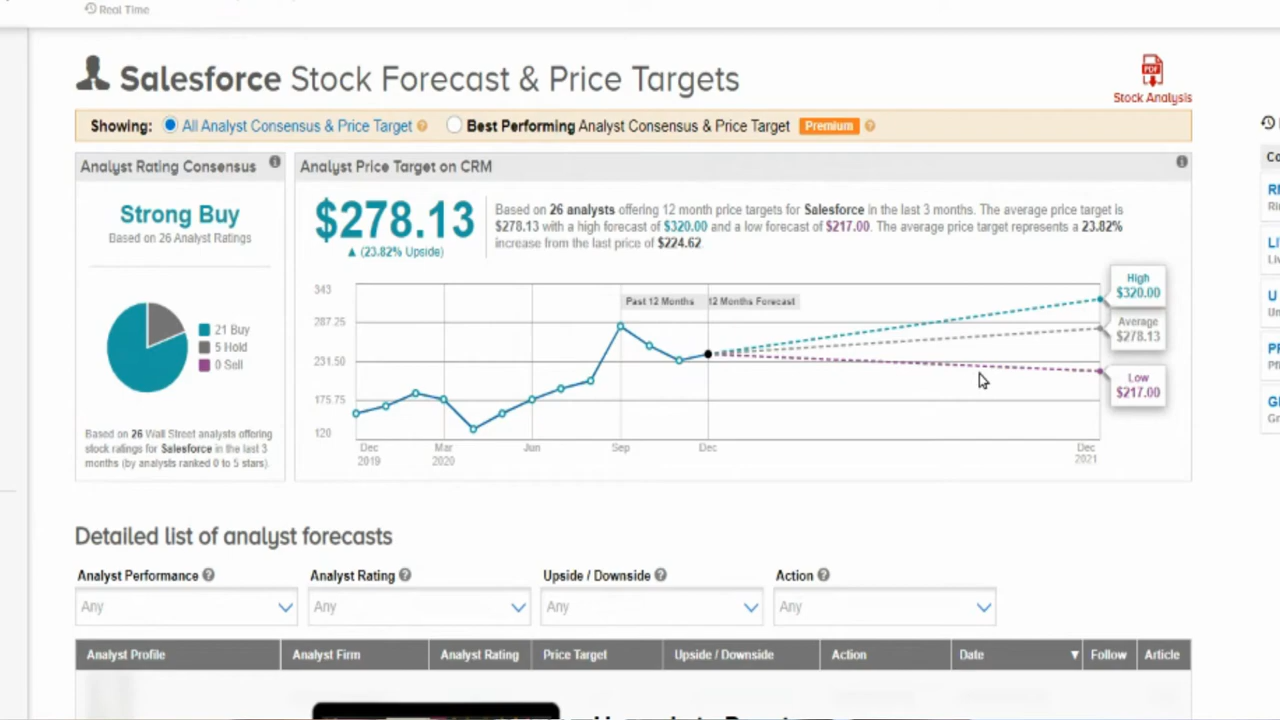 Real Time
Salesforce Stock Forecast & Price Targets
Stock Analysis
Showing: All Analyst Consensus & Price Target Best Performing Analyst Consensus & Price Target Premium
Analyst Rating Consensus
Strong Buy
Based on 26 Analyst Ratings
21 Buy
5 Hold
0 Sell
Based on 26 Wall Street analysts offering
stock ratings for Salesforce in the last 3
months (by analysts ranked 0 to 5 stars).
Analyst Price Target on CRM
$278.13
▲ (23.82% Upside)
Based on 26 analysts offering 12 month price targets for Salesforce in the last 3 months. The average price target is
$278.13 with a high forecast of $320.00 and a low forecast of $217.00. The average price target represents a 23.82%
increase from the last price of $224.62.
343
287.25
231.50
175.75
120
Past 12 Months 12 Months Forecast
High
$320.00
Average
$278.13
Low
$217.00
Dec Mar Jun Sep Dec Dec
2019 2020 2021
Detailed list of analyst forecasts
Analyst Performance Analyst Rating Upside / Downside Action
Any Any Any Any
Analyst Profile Analyst Firm Analyst Rating Price Target Upside / Downside Action Date ▼ Follow Article